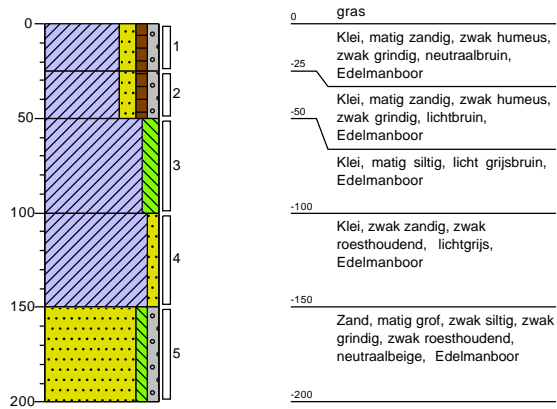 0
50
100
150
200
1
2
3
4
5
gras
0
Klei, matig zandig, zwak humeus,
zwak grindig, neutraalbruin,
Edelmanboor
-25
Klei, matig zandig, zwak humeus,
zwak grindig, lichtbruin,
Edelmanboor
-50
Klei, matig siltig, licht grijsbruin,
Edelmanboor
-100
Klei, zwak zandig, zwak
roesthoudend, lichtgrijs,
Edelmanboor
-150
Zand, matig grof, zwak siltig, zwak
grindig, zwak roesthoudend,
neutraalbeige, Edelmanboor
-200